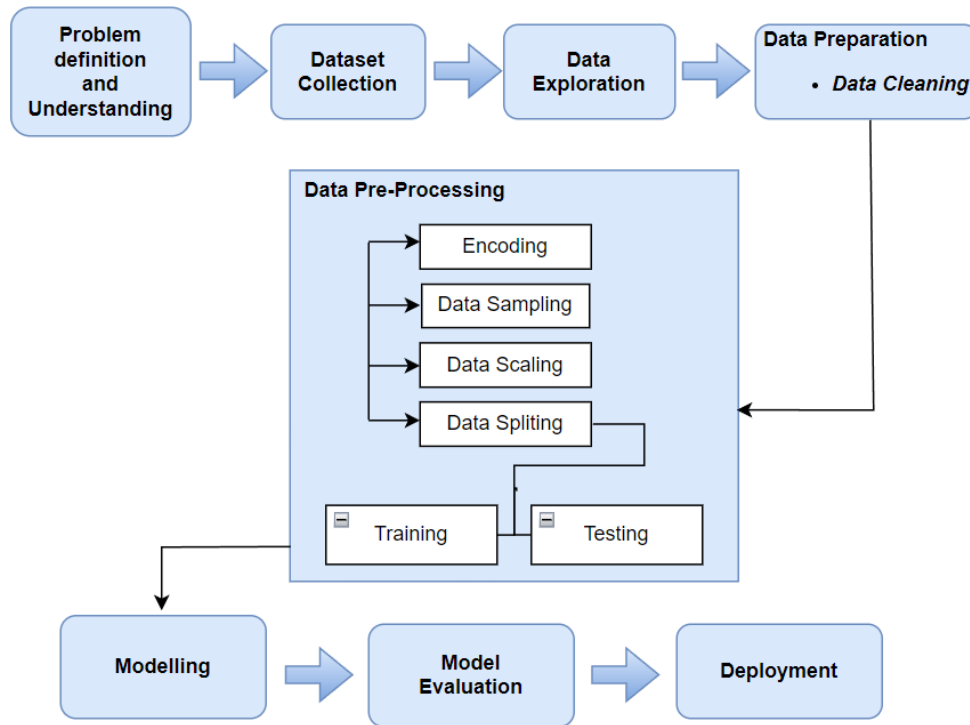 Problem
definition
and
Understanding
Dataset
Collection
Data
Exploration
Data Preparation
• Data Cleaning
Data Pre-Processing
Encoding
Data Sampling
Data Scaling
Data Spliting
Training
Testing
Modelling
Model
Evaluation
Deployment